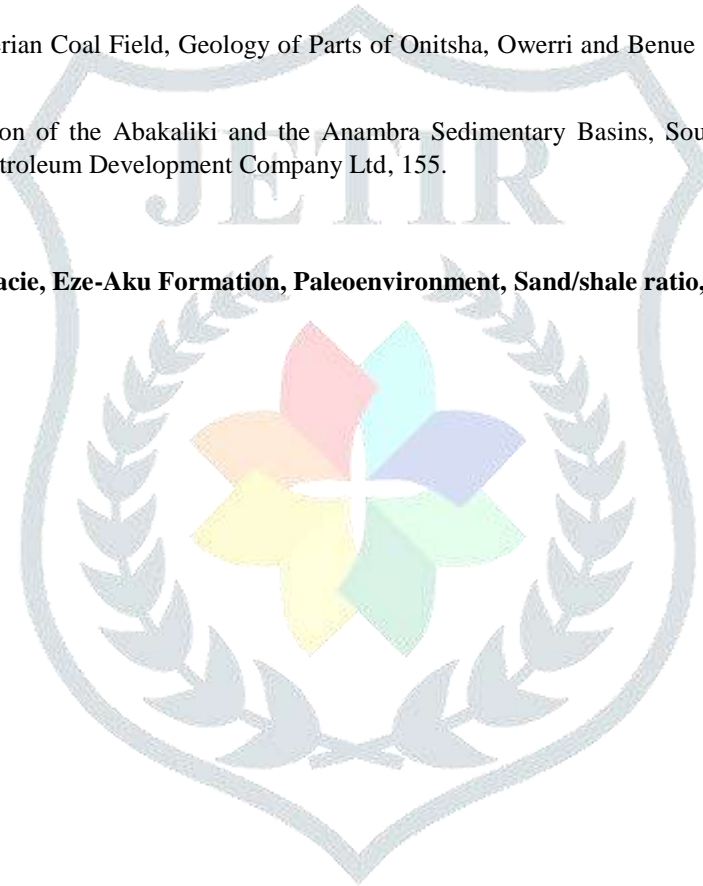 erian Coal Field, Geology of Parts of Onitsha, Owerri and Benue
on of the Abakaliki and the Anambra Sedimentary Basins, Sou
troleum Development Company Ltd, 155.
JETIR
acie, Eze-Aku Formation, Paleoenvironment, Sand/shale ratio,